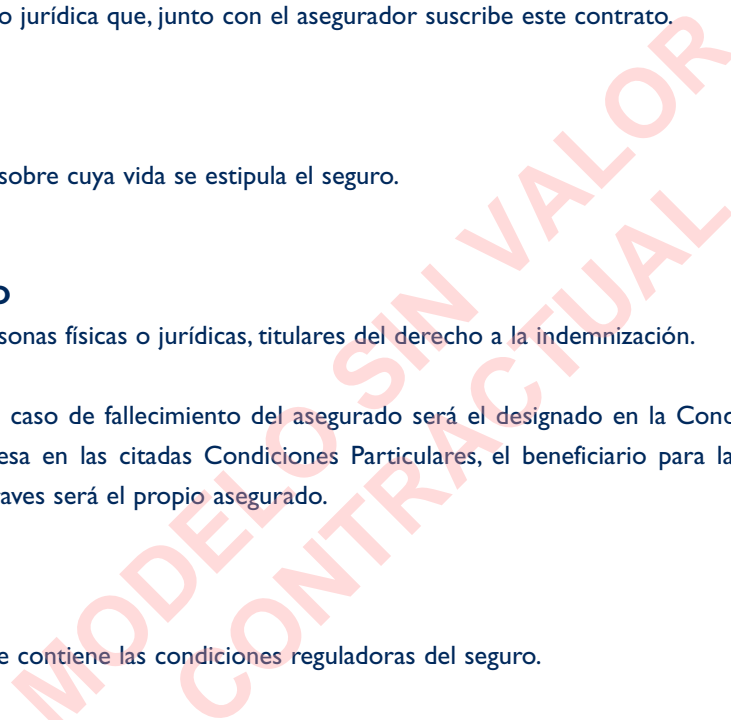 o jurídica que, junto con el asegurador suscribe este contrato.
sobre cuya vida se estipula el seguro.
O
sonas físicas o jurídicas, titulares del derecho a la indemnización.
caso de fallecimiento del asegurado será el designado en la Cond
esa en las citadas Condiciones Particulares, el beneficiario para la
raves será el propio asegurado.
e contiene las condiciones reguladoras del seguro.
MODELO SIN VALOR
CONTRACTUAL